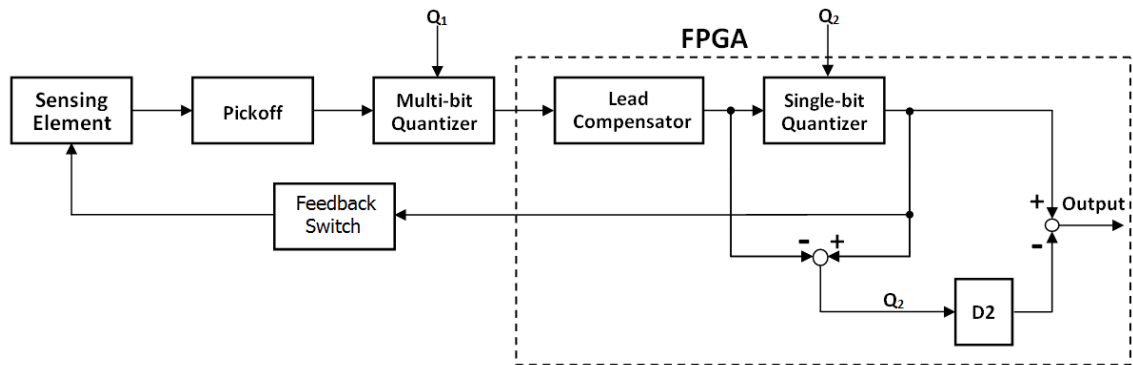 Q₁
Q₂
FPGA
Sensing
Element
Pickoff
Multi-bit
Quantizer
Lead
Compensator
Single-bit
Quantizer
Feedback
Switch
+
Output
-
-
+
Q₂
D2